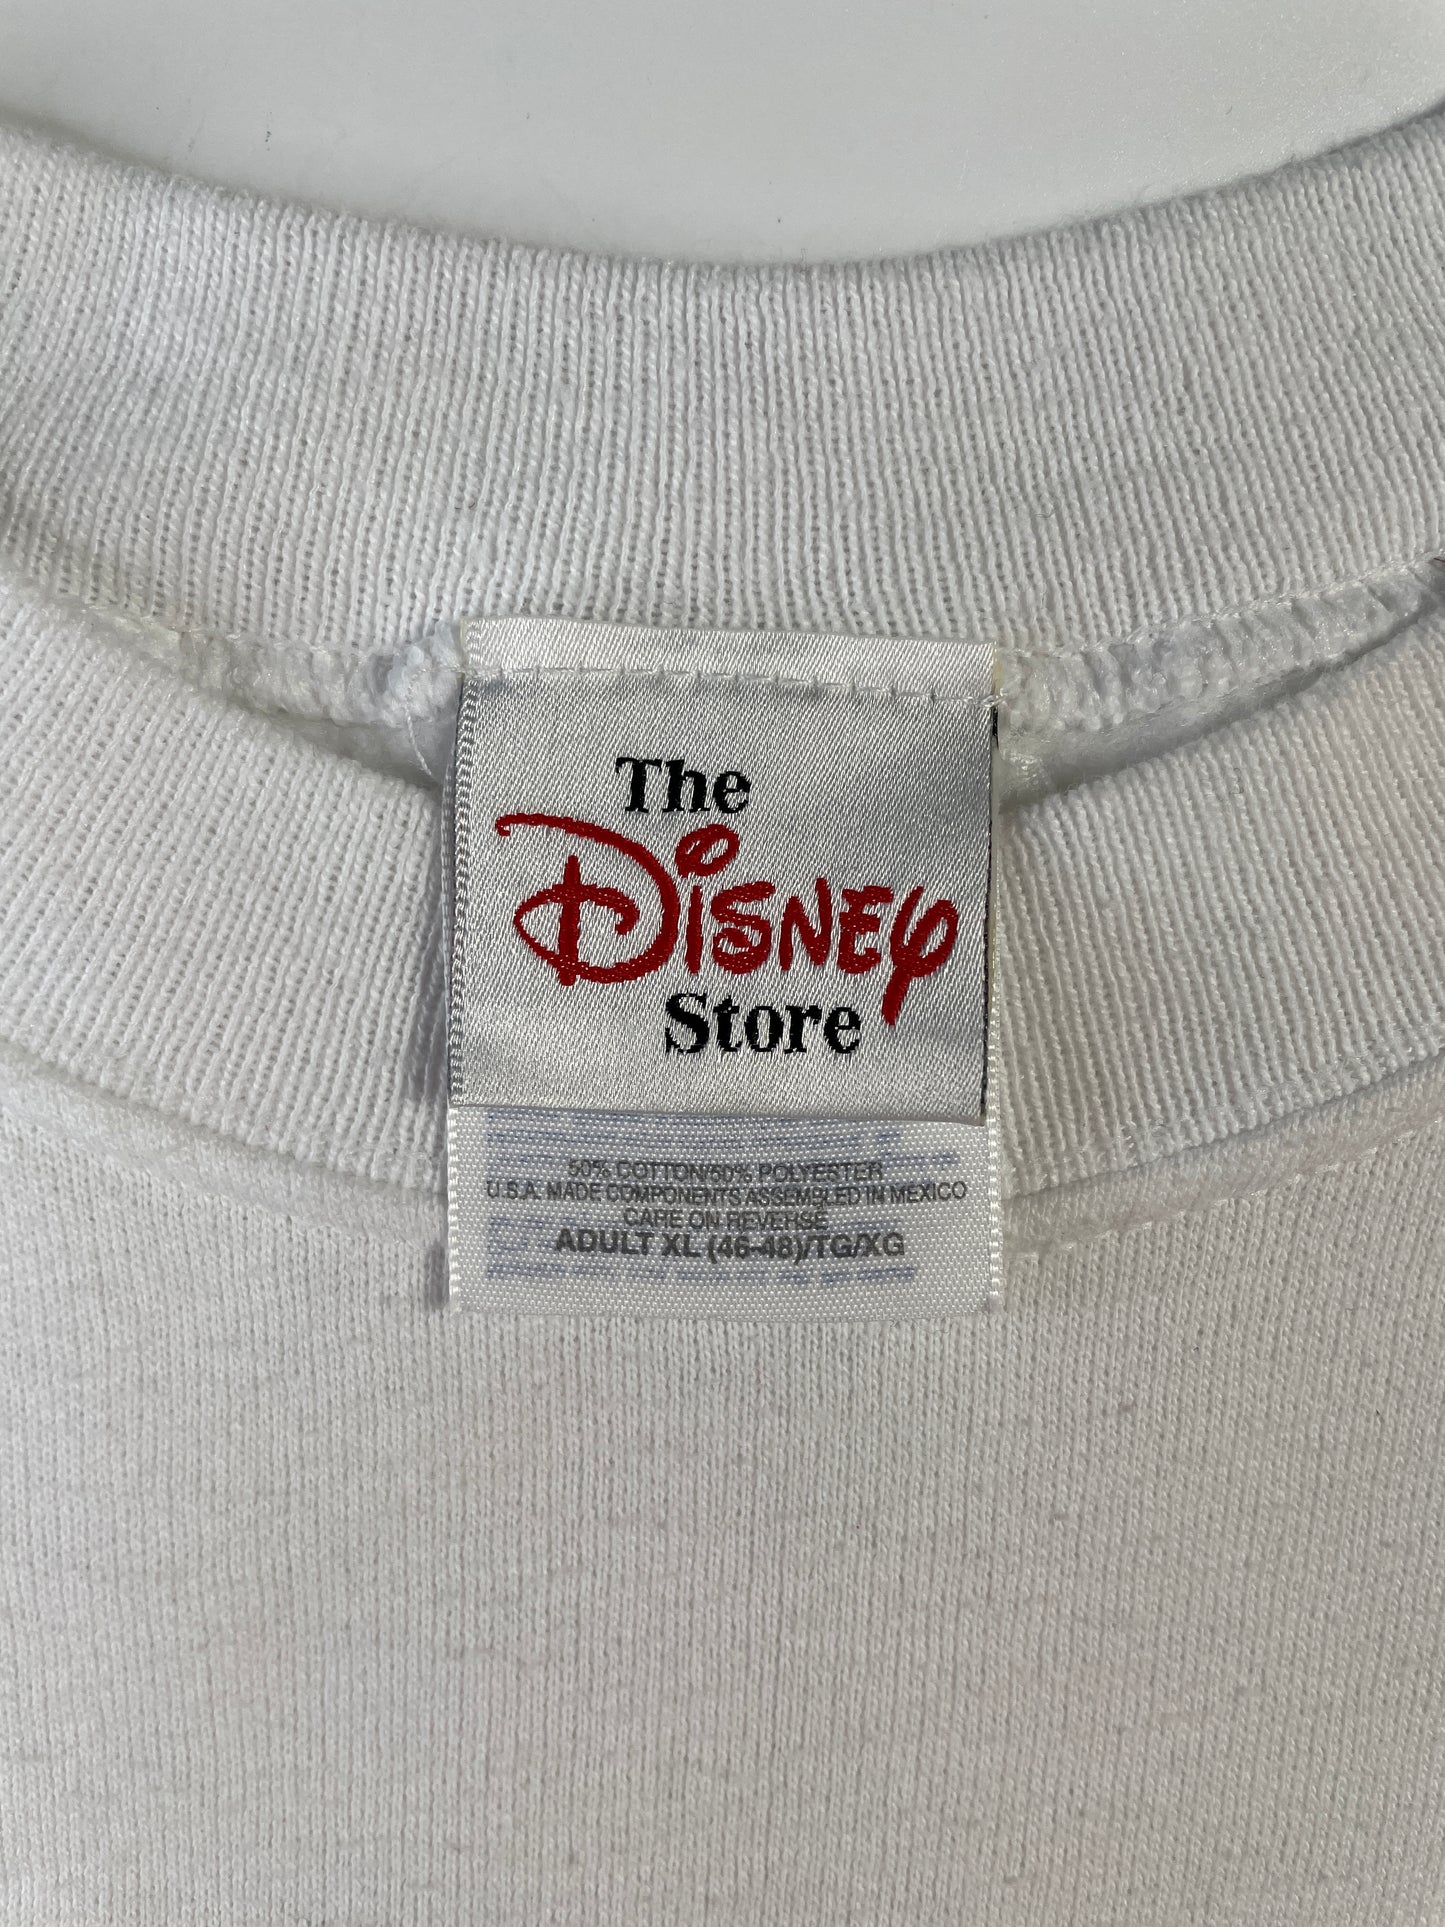 The
Disney
Store
50% COTTON/50% POLYESTER
U.S.A. MADE COMPONENTS ASSEMBLED IN MEXICO
CARE ON REVERSE
ADULT XL (46-48)/TG/XG